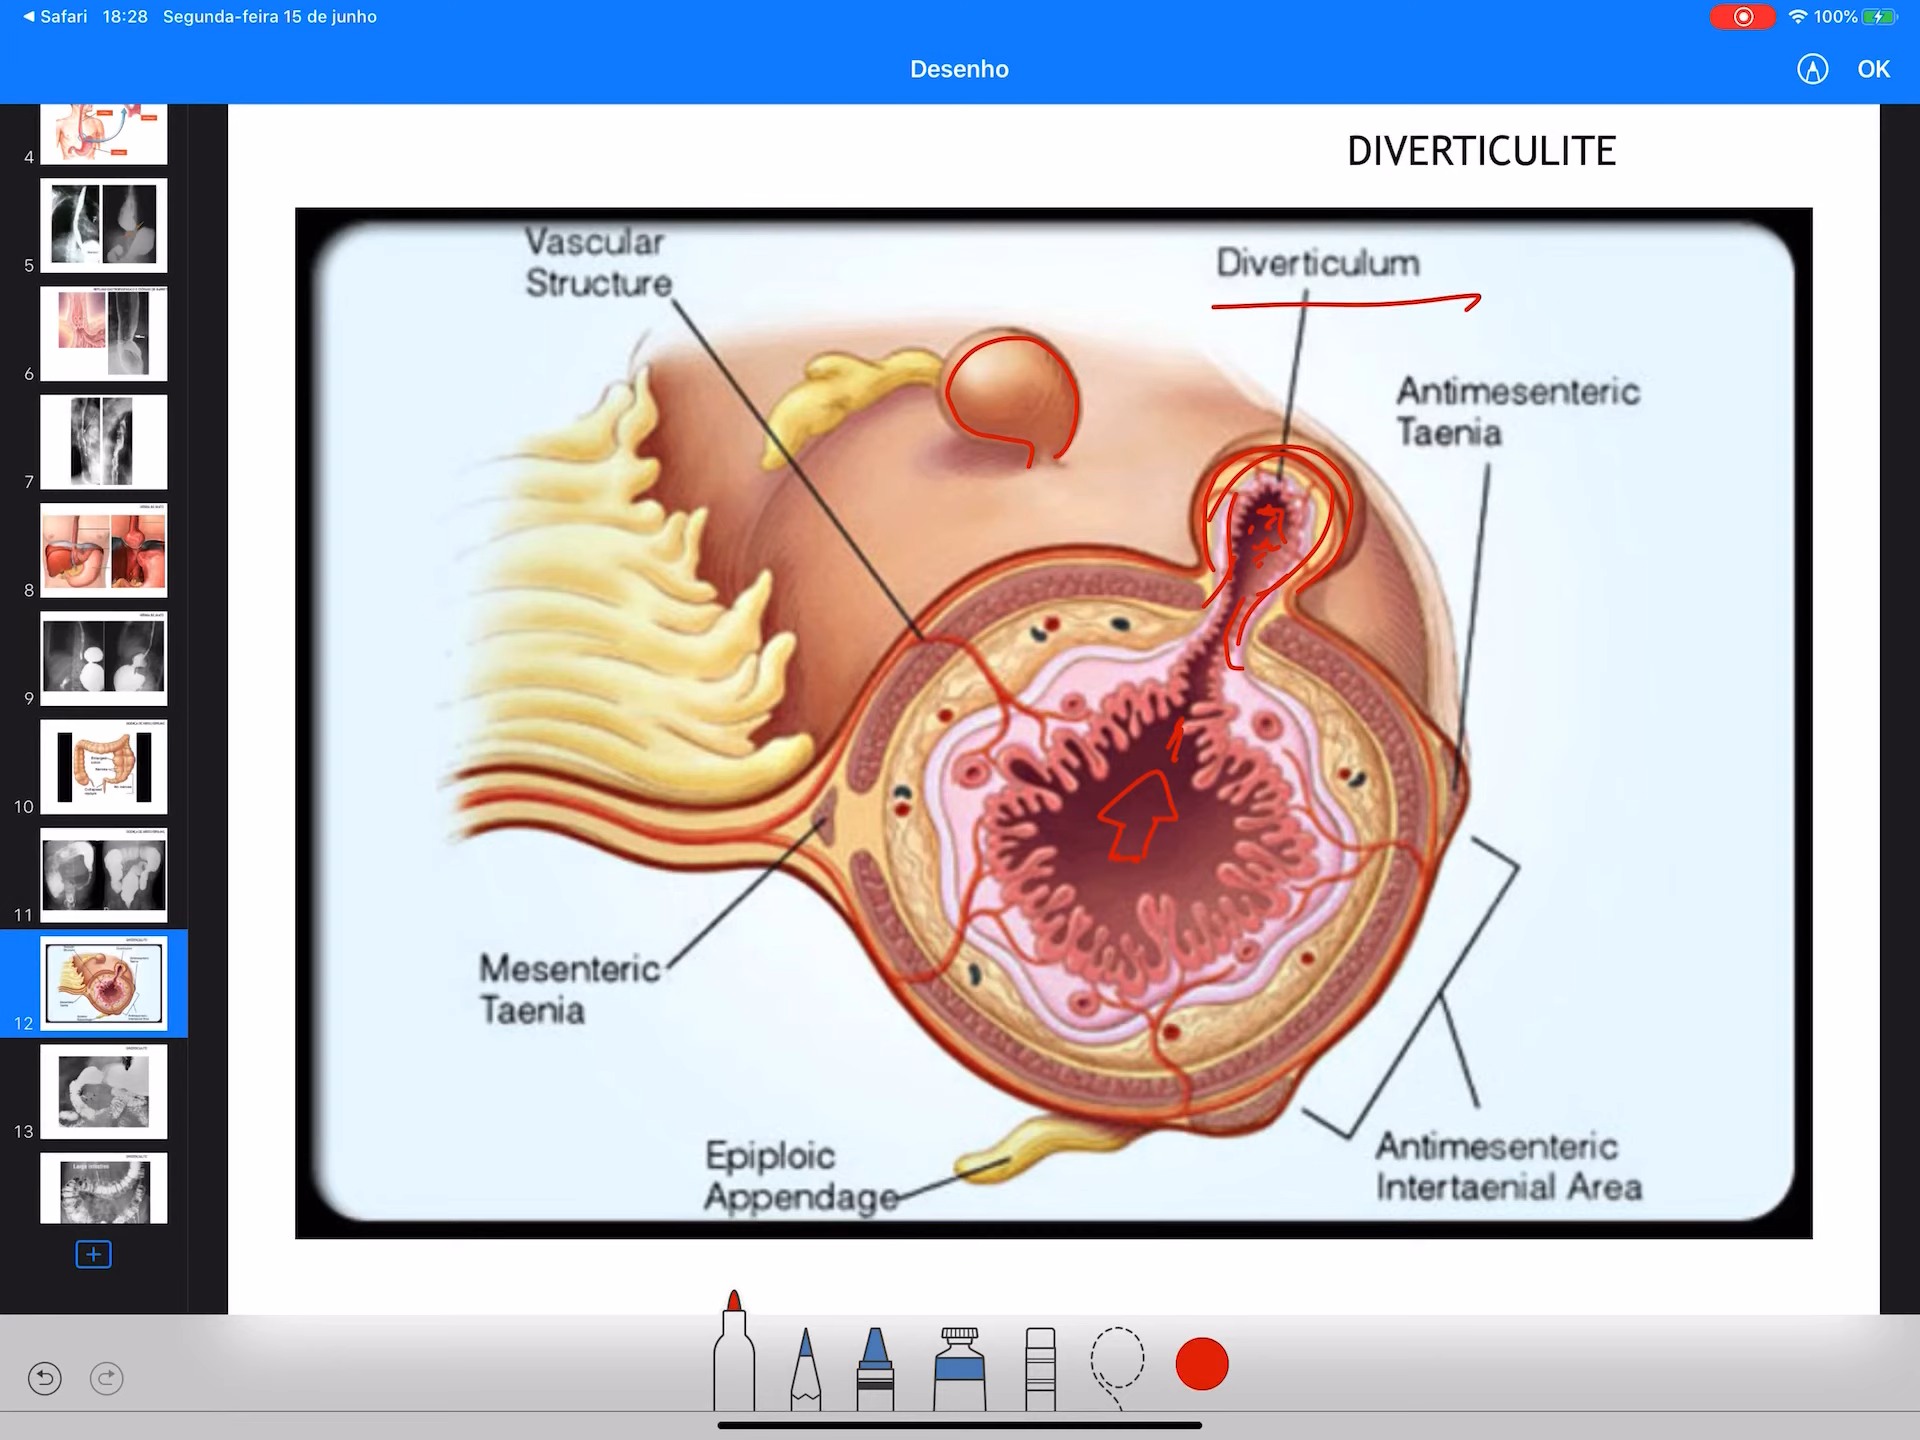 Safari 18:28 Segunda-feira 15 de junho
100%
Desenho
OK
4
5
6
7
8
9
10
11
12
13
DIVERTICULITE
Vascular
Structure
Diverticulum
Antimesenteric
Taenia
Mesenteric
Taenia
Epiploic
Appendage
Antimesenteric
Intertaenial Area